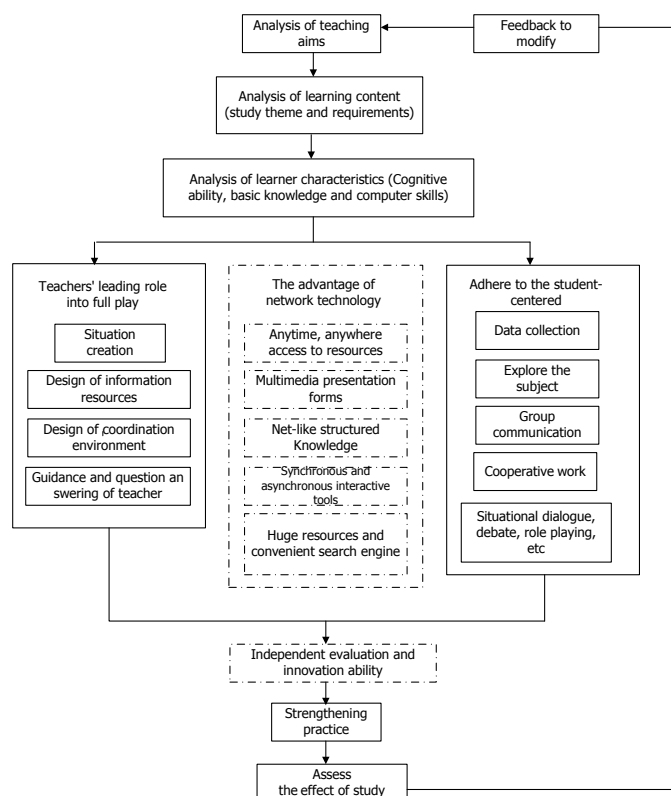 Analysis of teaching
aims
Feedback to
modify
Analysis of learning content
(study theme and requirements)
Analysis of learner characteristics (Cognitive
ability, basic knowledge and computer skills)
Teachers' leading role
into full play
Situation
creation
Design of information
resources
Design of coordination
environment
Guidance and question an
swering of teacher
The advantage of
network technology
Anytime, anywhere
access to resources
Multimedia presentation
forms
Net-like structured
Knowledge
Synchronous and
asynchronous interactive
tools
Huge resources and
convenient search engine
Adhere to the student-
centered
Data collection
Explore the
subject
Group
communication
Cooperative work
Situational dialogue,
debate, role playing,
etc
Independent evaluation and
innovation ability
Strengthening
practice
Assess
the effect of study